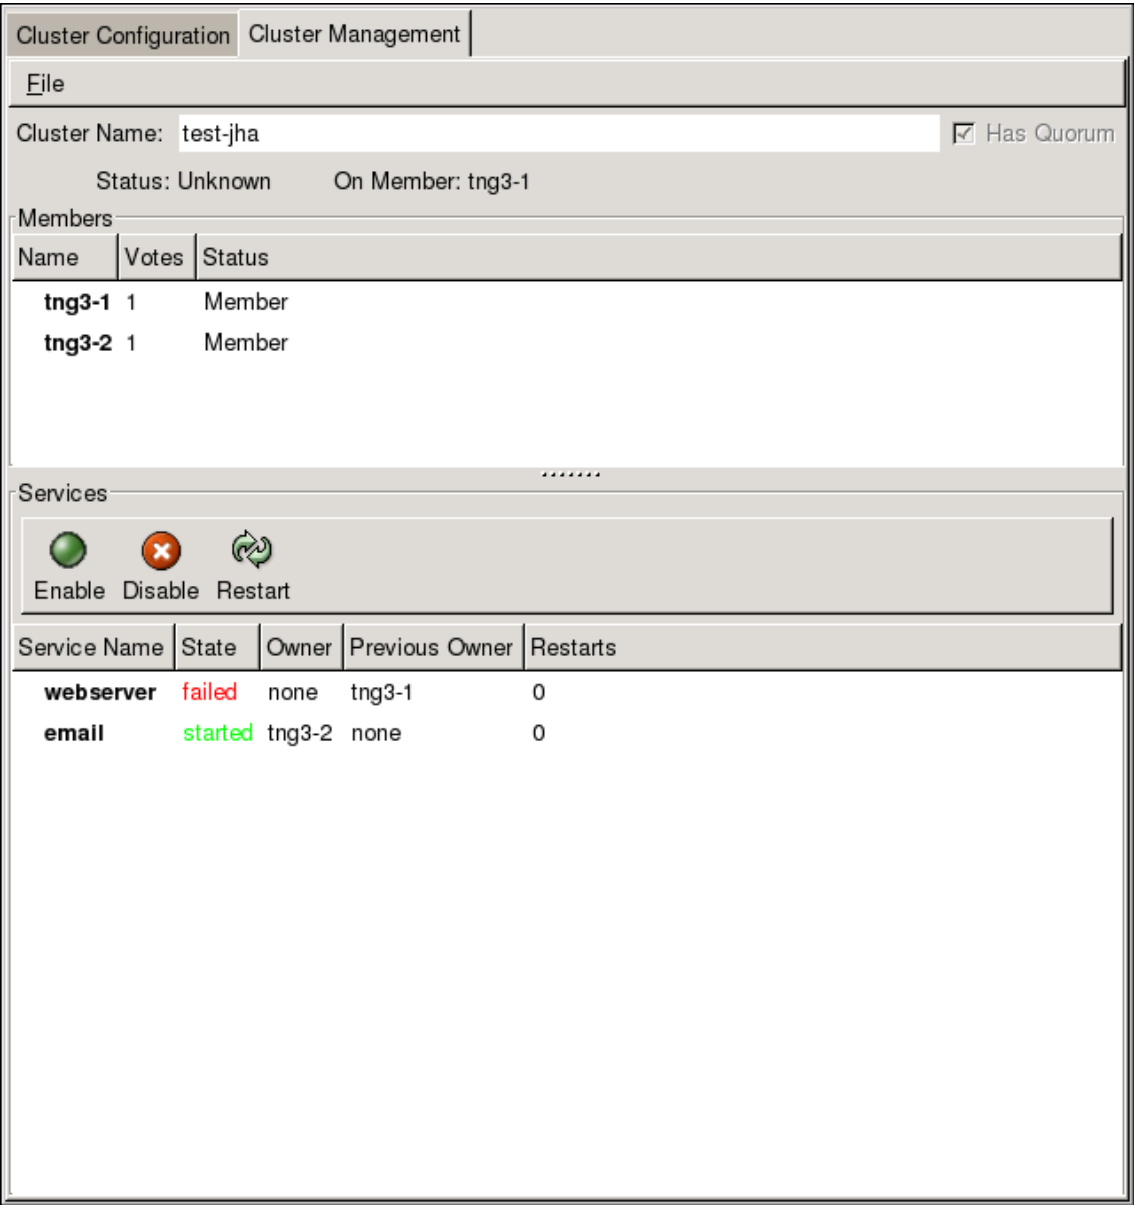 Cluster Configuration Cluster Management
File
Cluster Name: test-jha Has Quorum
Status: Unknown On Member: tng3-1
Members
Name Votes Status
tng3-1 1 Member
tng3-2 1 Member
Services
Enable Disable Restart
Service Name State Owner Previous Owner Restarts
webserver failed none tng3-1 0
email started tng3-2 none 0